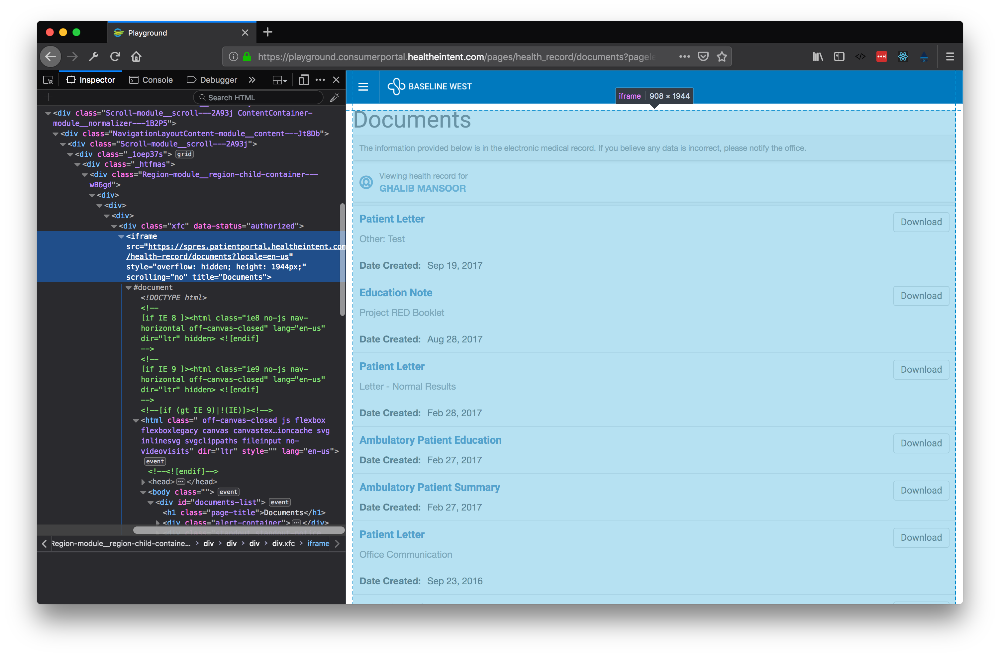 Playground
https://playground.consumerportal.healtheintent.com/pages/health_record/documents?pagele
Inspector Console Debugger
Search HTML
<div class="Scroll-module__scroll---2A93j ContentContainer-
module__normalizer---1B2P5">
<div class="NavigationLayoutContent-module__content---Jt8Db">
<div class="Scroll-module__scroll---2A93j">
<div class="_1oep37s"> grid
<div class="_htfmas">
<div class="Region-module__region-child-container---
wB6gd">
<div>
<div>
<div>
<div class="xfc" data-status="authorized">
<iframe
src="https://spres.patientportal.healtheintent.com
/health-record/documents?locale=en-us"
style="overflow: hidden; height: 1944px;"
scrolling="no" title="Documents">
#document
<!DOCTYPE html>
<!--
[if IE 8 ]><html class="ie8 no-js nav-
horizontal off-canvas-closed" lang="en-us"
dir="ltr" hidden> <![endif]
-->
<!--
[if IE 9 ]><html class="ie9 no-js nav-
horizontal off-canvas-closed" lang="en-us"
dir="ltr" hidden> <![endif]
-->
<!--[if (gt IE 9)|!(IE)]><!-->
<html class=" off-canvas-closed js flexbox
flexboxlegacy canvas canvastex…ioncache svg
inlinesvg svgclippaths fileinput no-
videovisits" dir="ltr" style="" lang="en-us">
event
<!--<![endif]-->
<head>…</head>
<body class=""> event
<div id="documents-list"> event
<h1 class="page-title">Documents</h1>
<div class="alert-container">…</div>
<div class="standout standout-notice
Region-module__region-child-containe... > div > div > div > div.xfc > iframe
BASELINE WEST
iframe 908 × 1944
Documents
The information provided below is in the electronic medical record. If you believe any data is incorrect, please notify the office.
Viewing health record for
GHALIB MANSOOR
Patient Letter
Download
Other: Test
Date Created: Sep 19, 2017
Education Note
Download
Project RED Booklet
Date Created: Aug 28, 2017
Patient Letter
Download
Letter - Normal Results
Date Created: Feb 28, 2017
Ambulatory Patient Education
Download
Date Created: Feb 27, 2017
Ambulatory Patient Summary
Download
Date Created: Feb 27, 2017
Patient Letter
Download
Office Communication
Date Created: Sep 23, 2016